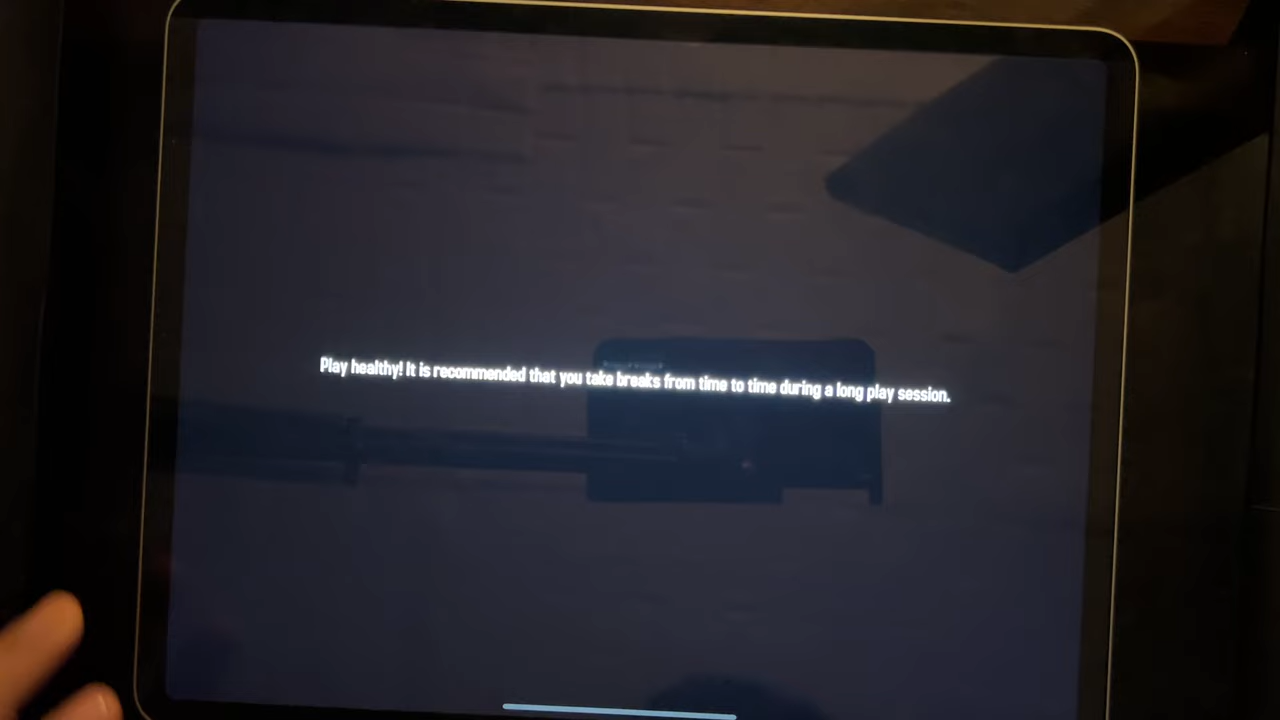 Play healthy! It is recommended that you take breaks from time to time during a long play session.